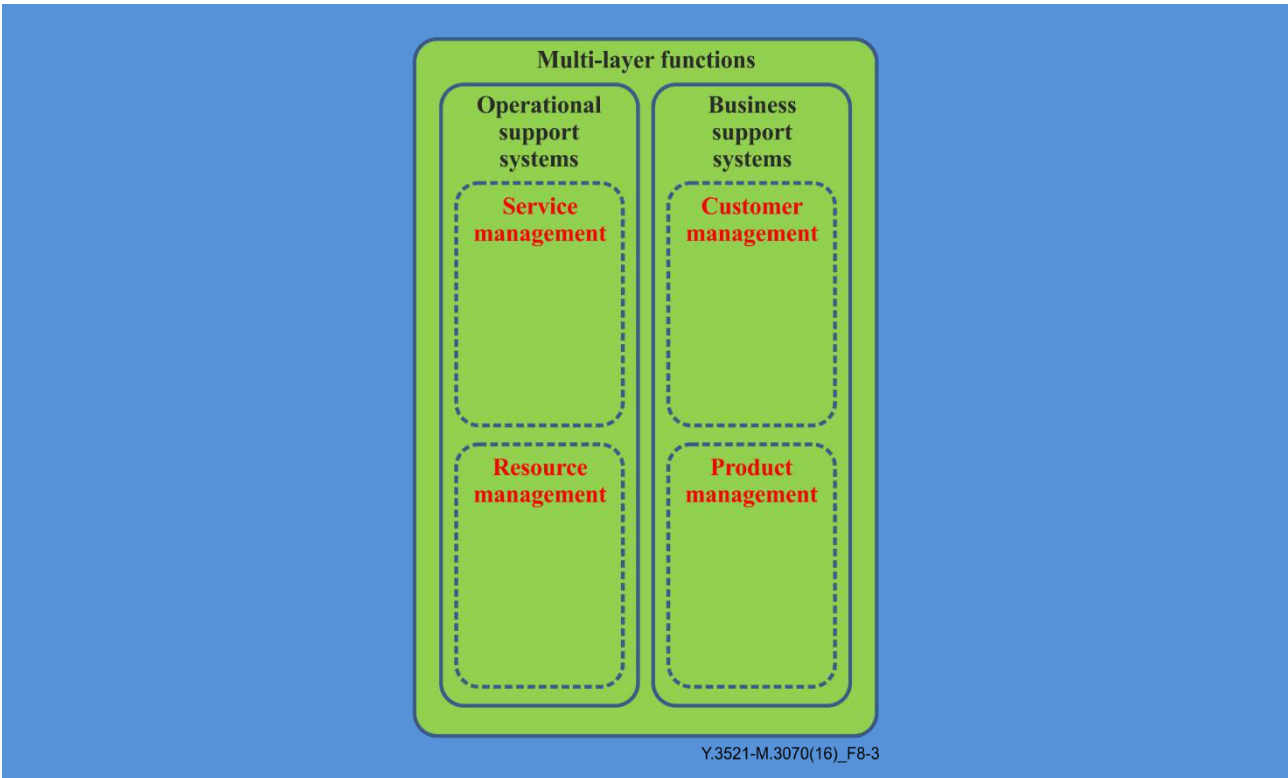 Multi-layer functions
Operational
support
systems
Service
management
Resource
management
Business
support
systems
Customer
management
Product
management
Y.3521-M.3070(16)_F8-3